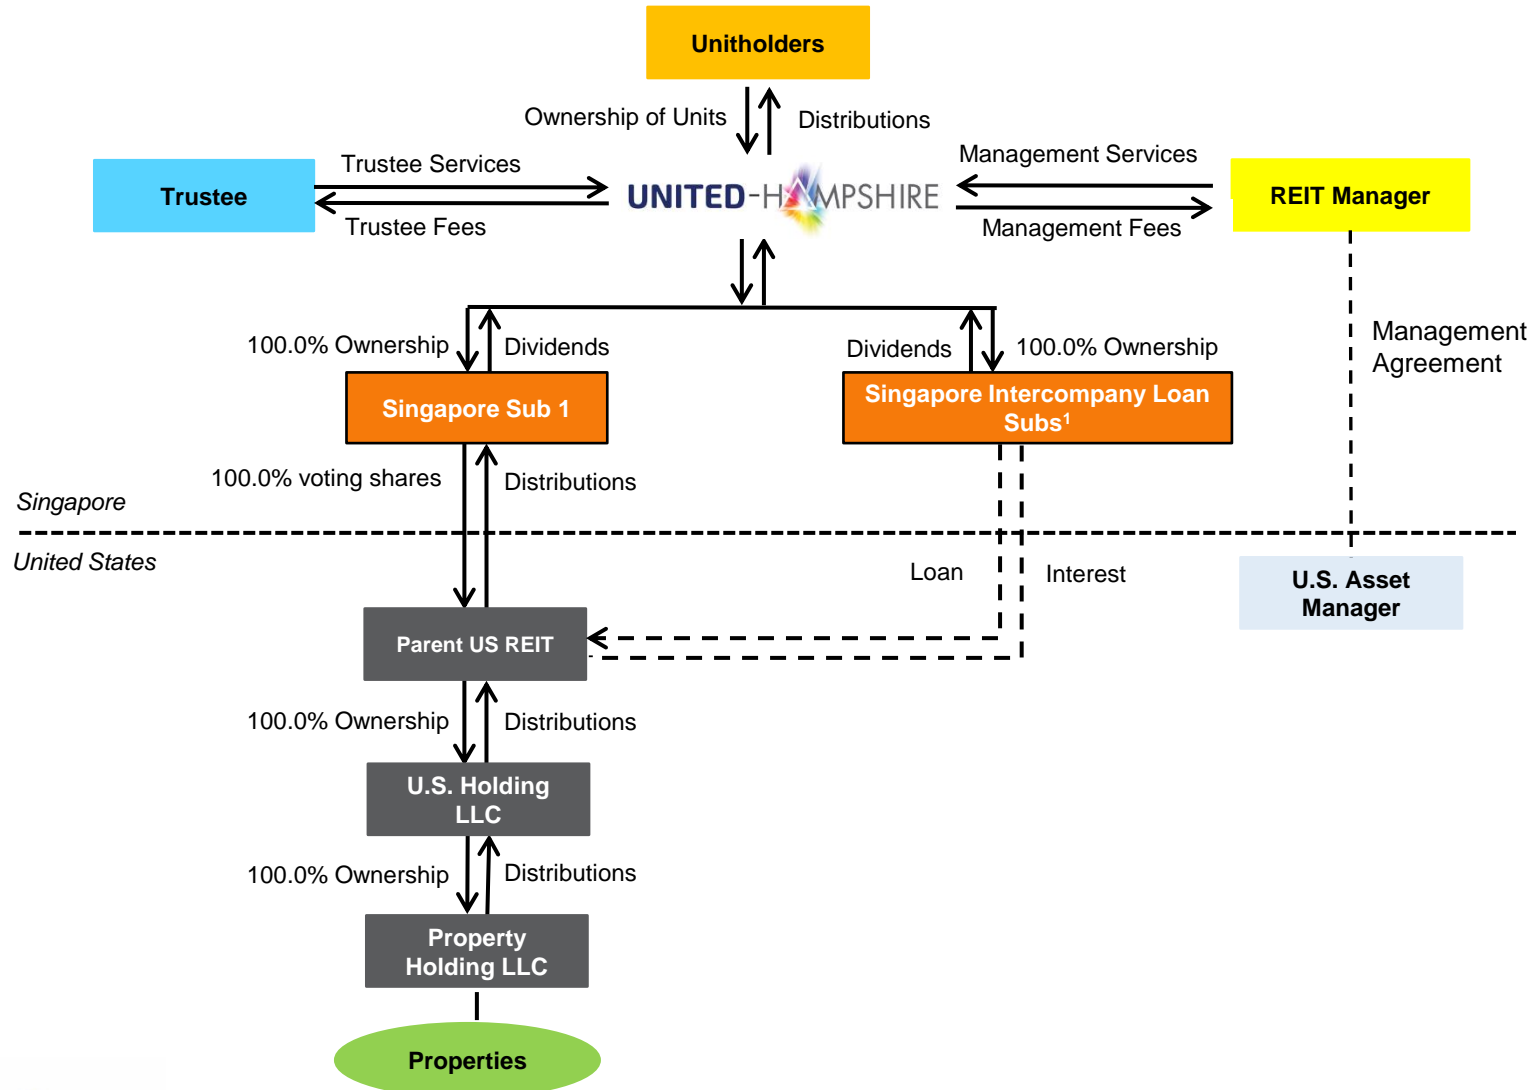 Unitholders
Ownership of Units
Distributions
Trustee
Trustee Services
Trustee Fees
UNITED-HAMPSHIRE
Management Services
Management Fees
REIT Manager
100.0% Ownership
Dividends
Dividends
100.0% Ownership
Management
Agreement
Singapore Sub 1
Singapore Intercompany Loan
Subs¹
100.0% voting shares
Distributions
Singapore
United States
Loan
Interest
U.S. Asset
Manager
Parent US REIT
100.0% Ownership
Distributions
U.S. Holding
LLC
100.0% Ownership
Distributions
Property
Holding LLC
Properties